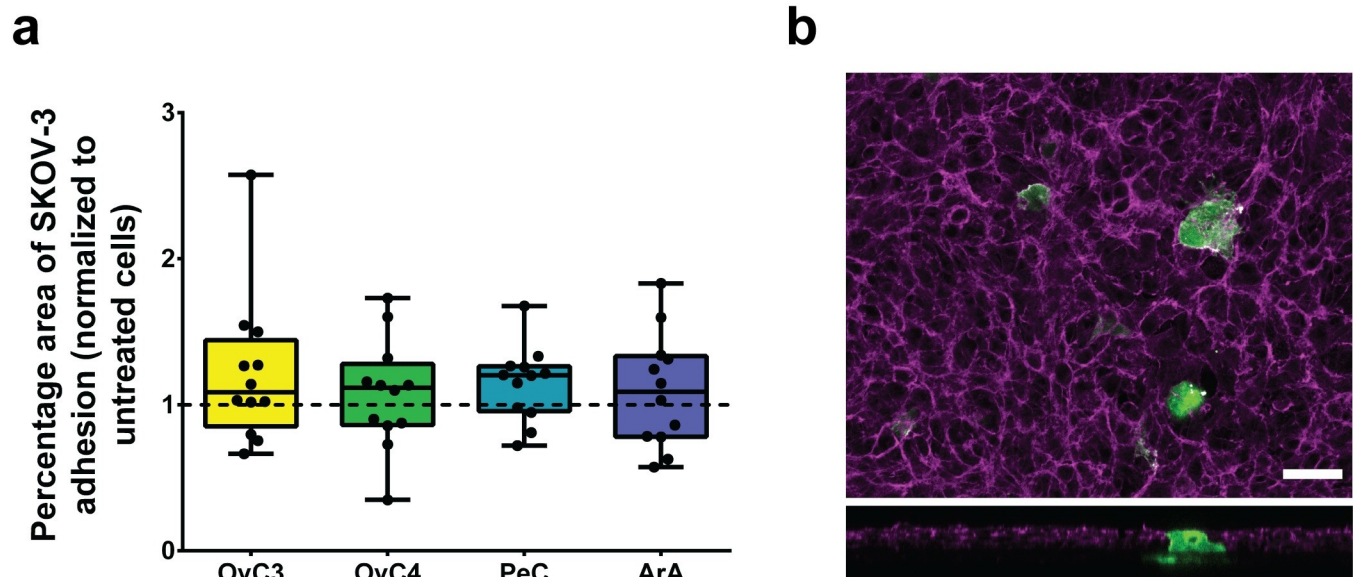 a
b
Percentage area of SKOV-3
adhesion (normalized to
untreated cells)
3
2
1
0
OvC3 OvC4 PeC ArA